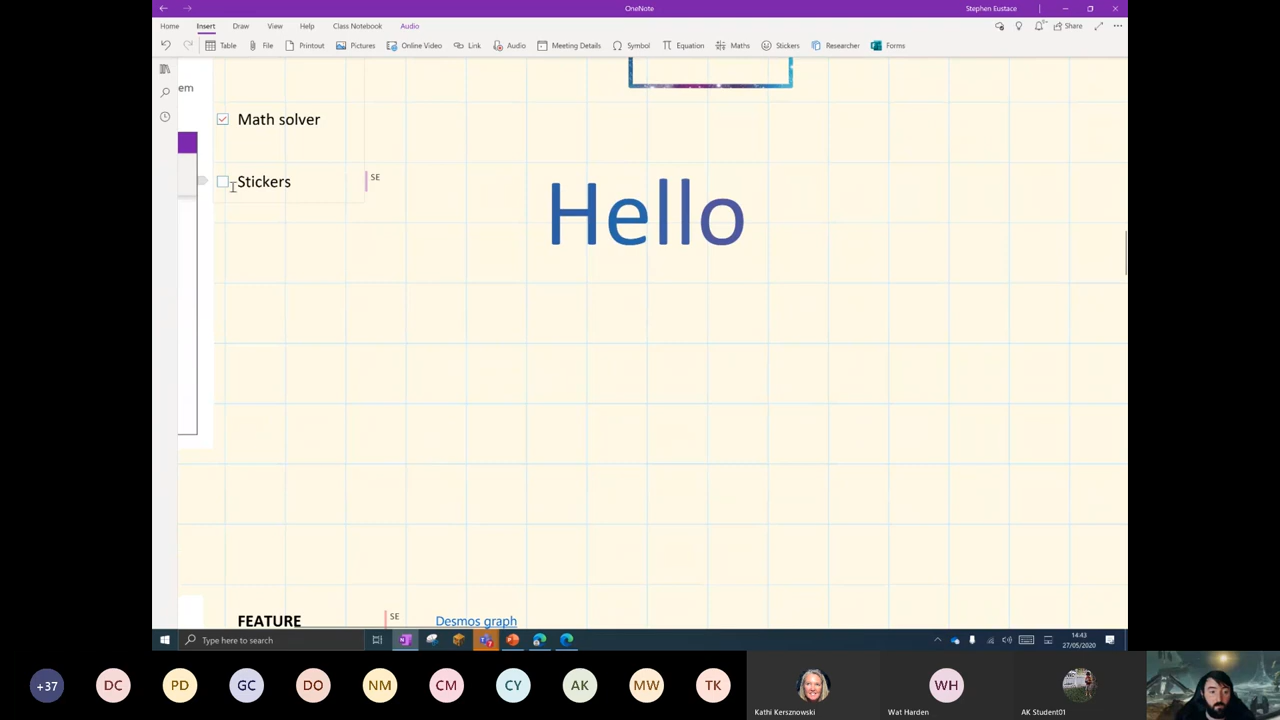 OneNote
Stephen Eustace
Home Insert Draw View Help Class Notebook Audio
Share
Table File Printout Pictures Online Video Link Audio Meeting Details Symbol Equation Maths Stickers Researcher Forms
em
Math solver
Stickers
SE
Hello
FEATURE
SE
Desmos graph
Type here to search
14:43
27/05/2020
+37 DC PD GC DO NM CM CY AK MW TK WH
Kathi Kersznowski
Wat Harden
AK Student01